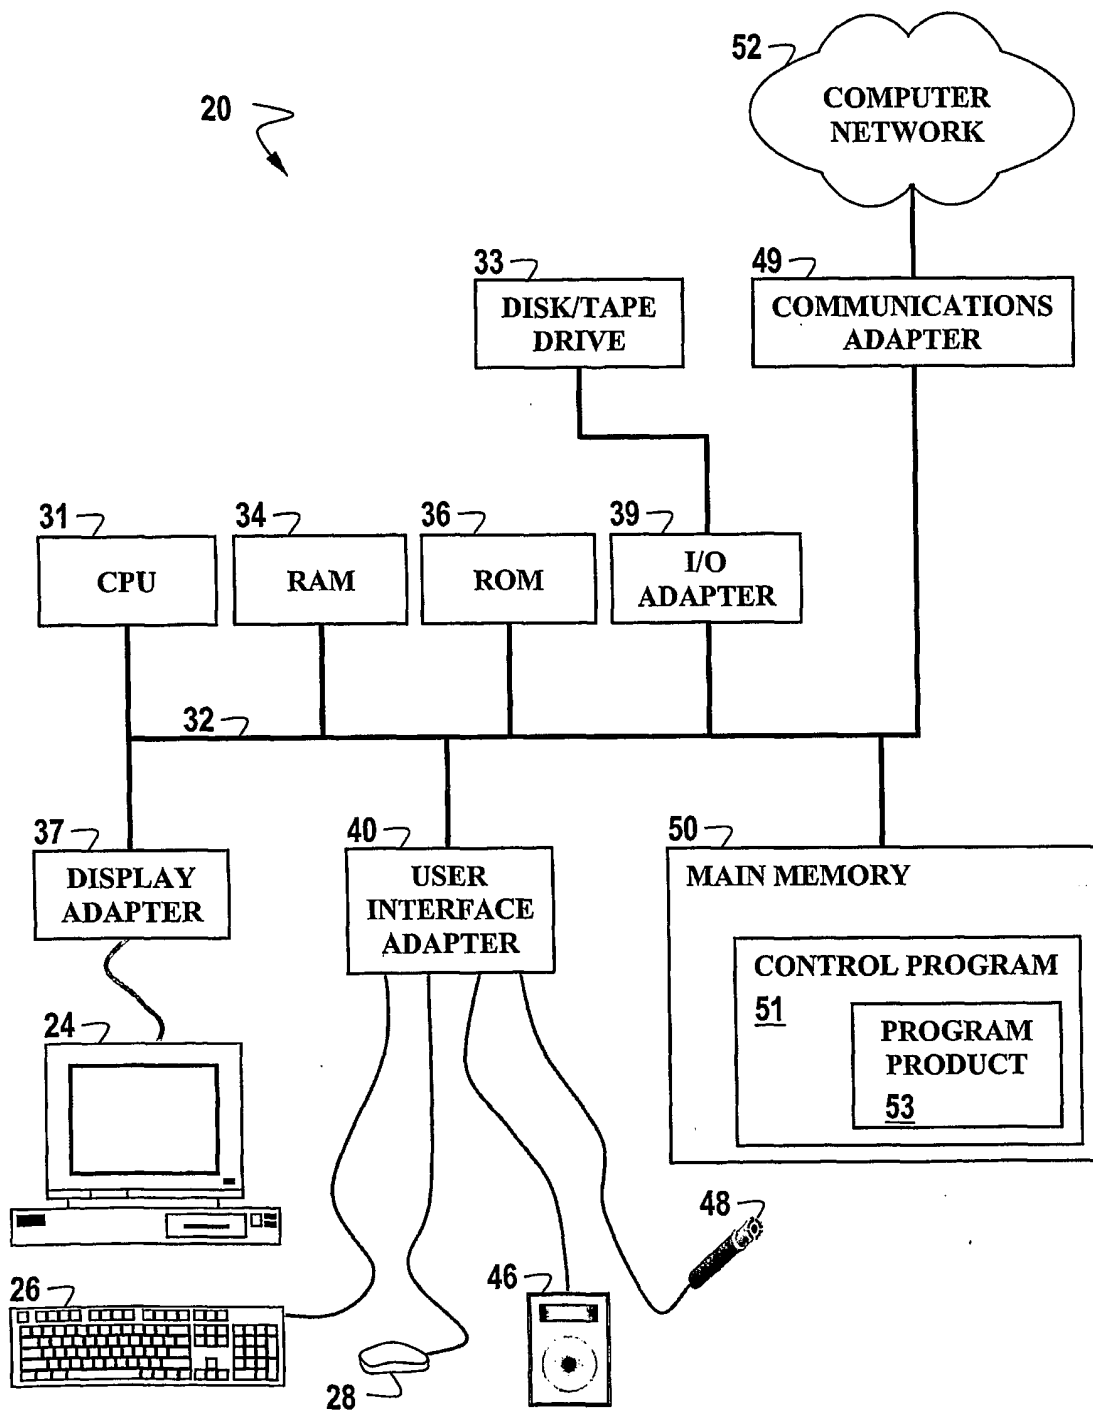 52
COMPUTER
NETWORK
20
33
DISK/TAPE
DRIVE
49
COMMUNICATIONS
ADAPTER
31
CPU
34
RAM
36
ROM
39
I/O
ADAPTER
32
37
DISPLAY
ADAPTER
40
USER
INTERFACE
ADAPTER
50
MAIN MEMORY
CONTROL PROGRAM
51
PROGRAM
PRODUCT
53
24
26
28
46
48